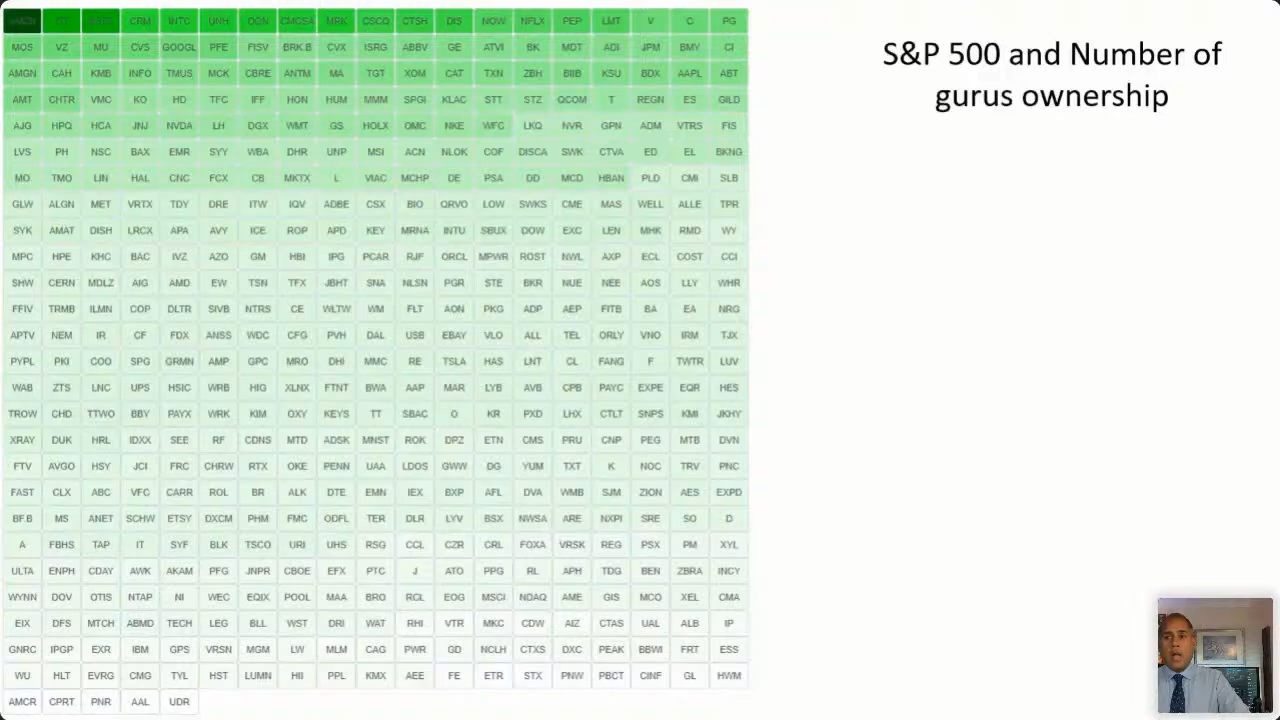 S&P 500 and Number of
gurus ownership
CRM INTC UNH OGN CMCSA MRK CSCO CTSH DIS NOW NFLX PEP LMT V C PG
MOS VZ MU CVS GOOGL PFE FISV BRK.B CVX ISRG ABBV GE ATVI BK MDT ADI JPM BMY CI
AMGN CAH KMB INFO TMUS MCK CBRE ANTM MA TGT XOM CAT TXN ZBH BIIB KSU BDX AAPL ABT
AMT CHTR VMC KO HD TFC IFF HON HUM MMM SPGI KLAC STT STZ QCOM T REGN ES GILD
AJG HPQ HCA JNJ NVDA LH DGX WMT GS HOLX OMC NKE WFC LKQ NVR GPN ADM VTRS FIS
LVS PH NSC BAX EMR SYY WBA DHR UNP MSI ACN NLOK COF DISCA SWK CTVA ED EL BKNG
MO TMO LIN HAL CNC FCX CB MKTX L VIAC MCHP DE PSA DD MCD HBAN PLD CMI SLB
GLW ALGN MET VRTX TDY DRE ITW IQV ADBE CSX BIO QRVO LOW SWKS CME MAS WELL ALLE TPR
SYK AMAT DISH LRCX APA AVY ICE ROP APD KEY MRNA INTU SBUX DOW EXC LEN MHK RMD WY
MPC HPE KHC BAC IVZ AZO GM HBI IPG PCAR RJF ORCL MPWR ROST NWL AXP ECL COST CCI
SHW CERN MDLZ AIG AMD EW TSN TFX JBHT SNA NLSN PGR STE BKR NUE NEE AOS LLY WHR
FFIV TRMB ILMN COP DLTR SIVB NTRS CE WLTW WM FLT AON PKG ADP AEP FITB BA EA NRG
APTV NEM IR CF FDX ANSS WDC CFG PVH DAL USB EBAY VLO ALL TEL ORLY VNO IRM TJX
PYPL PKI COO SPG GRMN AMP GPC MRO DHI MMC RE TSLA HAS LNT CL FANG F TWTR LUV
WAB ZTS LNC UPS HSIC WRB HIG XLNX FTNT BWA AAP MAR LYB AVB CPB PAYC EXPE EQR HES
TROW CHD TTWO BBY PAYX WRK KIM OXY KEYS TT SBAC O KR PXD LHX CTLT SNPS KMI JKHY
XRAY DUK HRL IDXX SEE RF CDNS MTD ADSK MNST ROK DPZ ETN CMS PRU CNP PEG MTB DVN
FTV AVGO HSY JCI FRC CHRW RTX OKE PENN UAA LDOS GWW DG YUM TXT K NOC TRV PNC
FAST CLX ABC VFC CARR ROL BR ALK DTE EMN IEX BXP AFL DVA WMB SJM ZION AES EXPD
BF.B MS ANET SCHW ETSY DXCM PHM FMC ODFL TER DLR LYV BSX NWSA ARE NXPI SRE SO D
A FBHS TAP IT SYF BLK TSCO URI UHS RSG CCL CZR CRL FOXA VRSK REG PSX PM XYL
ULTA ENPH CDAY AWK AKAM PFG JNPR CBOE EFX PTC J ATO PPG RL APH TDG BEN ZBRA INCY
WYNN DOV OTIS NTAP NI WEC EQIX POOL MAA BRO RCL EOG MSCI NDAQ AME GIS MCO XEL CMA
EIX DFS MTCH ABMD TECH LEG BLL WST DRI WAT RHI VTR MKC CDW AIZ CTAS UAL ALB IP
GNRC IPGP EXR IBM GPS VRSN MGM LW MLM CAG PWR GD NCLH CTXS DXC PEAK BBWI FRT ESS
WU HLT EVRG CMG TYL HST LUMN HII PPL KMX AEE FE ETR STX PNW PBCT CINF GL HWM
AMCR CPRT PNR AAL UDR